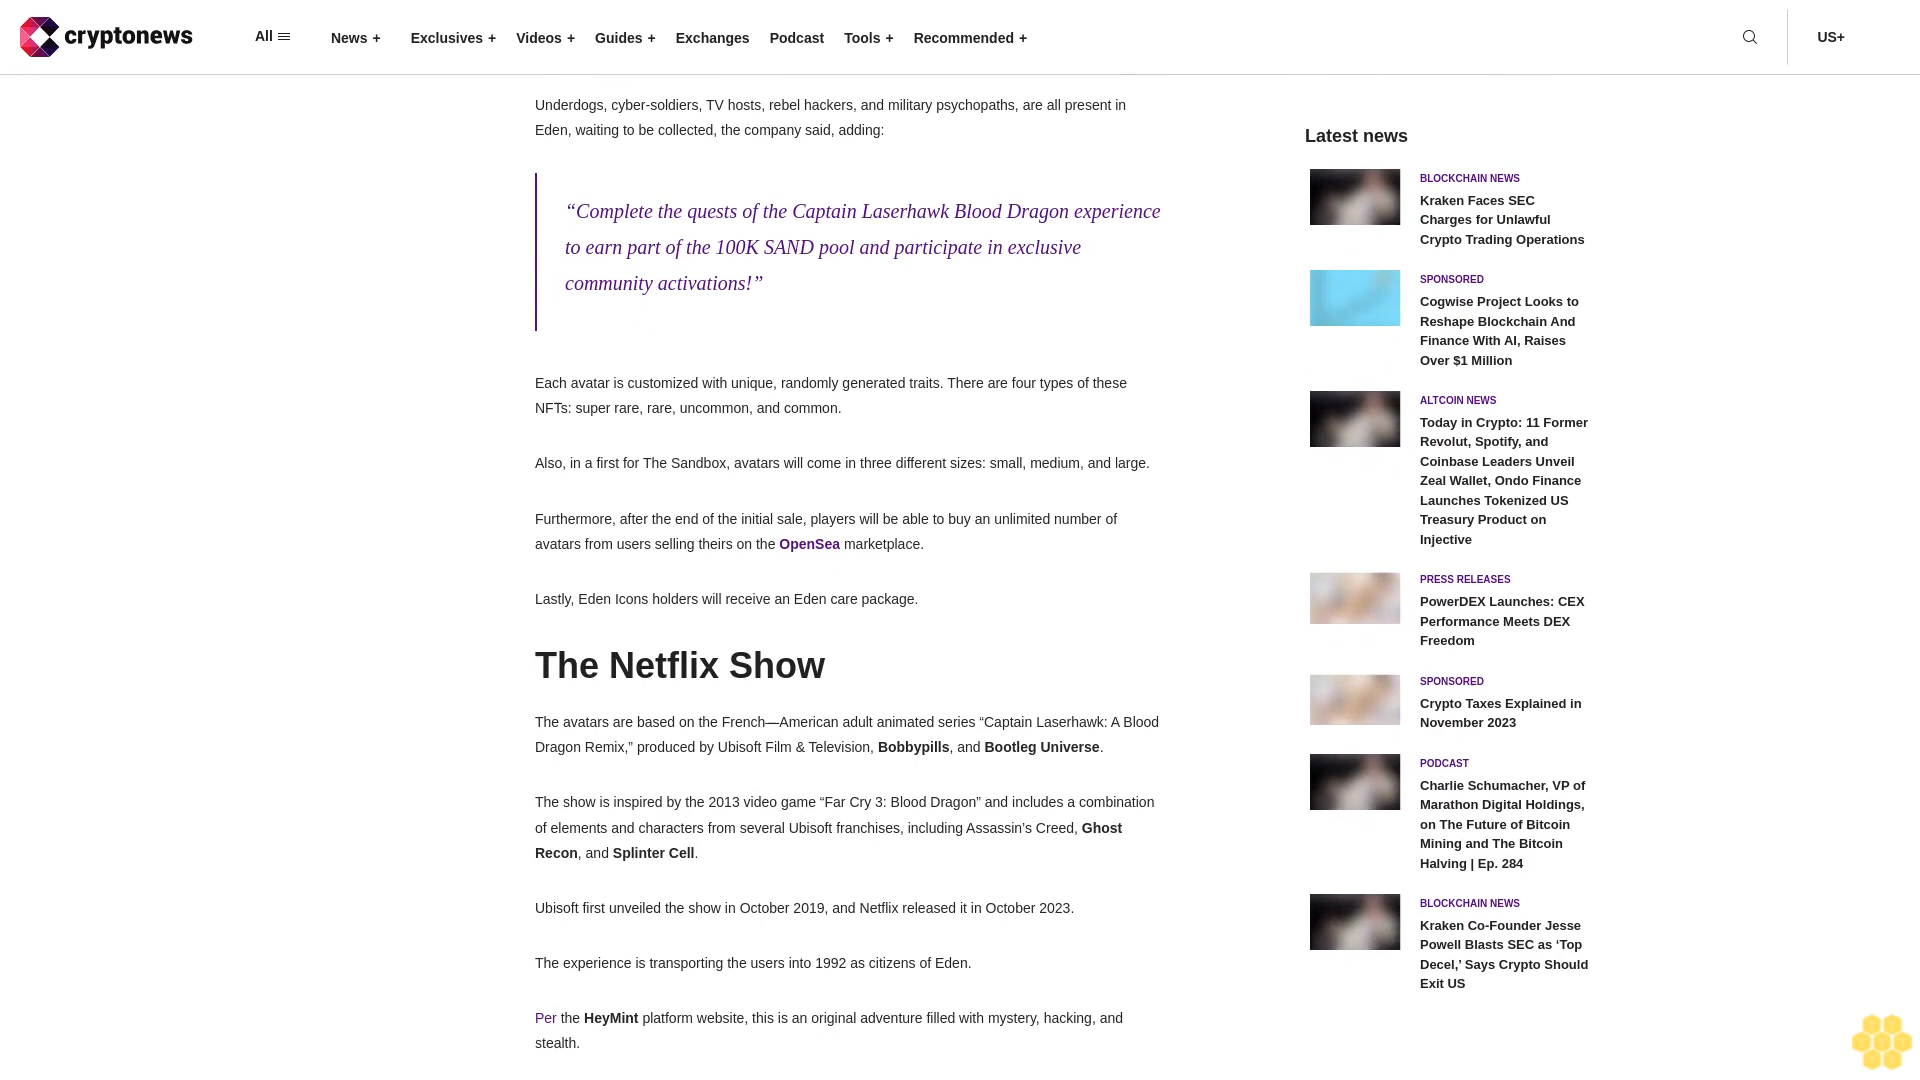 cryptonews
All
News +
Exclusives +
Videos +
Guides +
Exchanges
Podcast
Tools +
Recommended +
US+
Underdogs, cyber-soldiers, TV hosts, rebel hackers, and military psychopaths, are all present in
Eden, waiting to be collected, the company said, adding:
“Complete the quests of the Captain Laserhawk Blood Dragon experience
to earn part of the 100K SAND pool and participate in exclusive
community activations!”
Each avatar is customized with unique, randomly generated traits. There are four types of these
NFTs: super rare, rare, uncommon, and common.
Also, in a first for The Sandbox, avatars will come in three different sizes: small, medium, and large.
Furthermore, after the end of the initial sale, players will be able to buy an unlimited number of
avatars from users selling theirs on the OpenSea marketplace.
Lastly, Eden Icons holders will receive an Eden care package.
The Netflix Show
The avatars are based on the French—American adult animated series “Captain Laserhawk: A Blood
Dragon Remix,” produced by Ubisoft Film & Television, Bobbypills, and Bootleg Universe.
The show is inspired by the 2013 video game “Far Cry 3: Blood Dragon” and includes a combination
of elements and characters from several Ubisoft franchises, including Assassin’s Creed, Ghost
Recon, and Splinter Cell.
Ubisoft first unveiled the show in October 2019, and Netflix released it in October 2023.
The experience is transporting the users into 1992 as citizens of Eden.
Per the HeyMint platform website, this is an original adventure filled with mystery, hacking, and
stealth.
Latest news
BLOCKCHAIN NEWS
Kraken Faces SEC
Charges for Unlawful
Crypto Trading Operations
SPONSORED
Cogwise Project Looks to
Reshape Blockchain And
Finance With AI, Raises
Over $1 Million
ALTCOIN NEWS
Today in Crypto: 11 Former
Revolut, Spotify, and
Coinbase Leaders Unveil
Zeal Wallet, Ondo Finance
Launches Tokenized US
Treasury Product on
Injective
PRESS RELEASES
PowerDEX Launches: CEX
Performance Meets DEX
Freedom
SPONSORED
Crypto Taxes Explained in
November 2023
PODCAST
Charlie Schumacher, VP of
Marathon Digital Holdings,
on The Future of Bitcoin
Mining and The Bitcoin
Halving | Ep. 284
BLOCKCHAIN NEWS
Kraken Co-Founder Jesse
Powell Blasts SEC as ‘Top
Decel,’ Says Crypto Should
Exit US